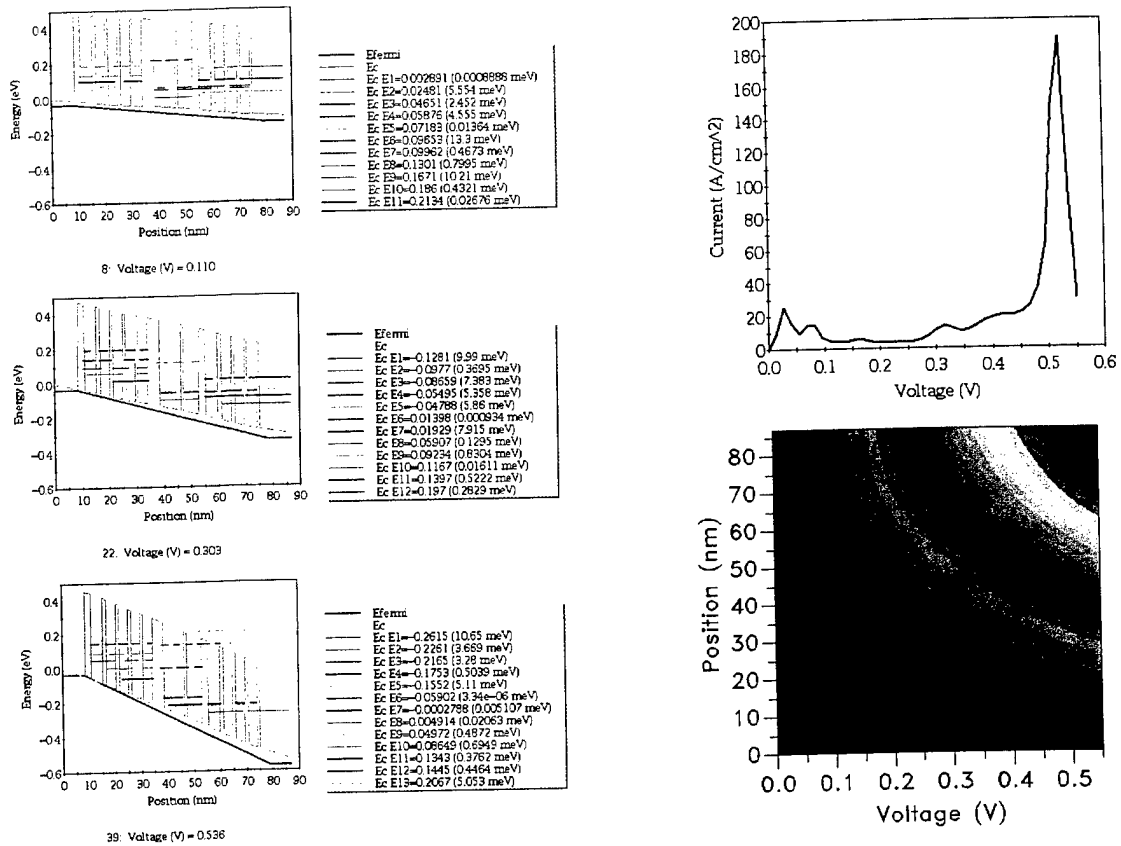 Energy (eV)
0.4
0.2
0.0
−0.2
−0.4
−0.6
0 10 20 30 40 50 60 70 80 90
Position (nm)
Efermi
Ec
Ec E1=0.002891 (0.0008888 meV)
Ec E2=0.02481 (5.554 meV)
Ec E3=0.04651 (2.452 meV)
Ec E4=0.05876 (4.555 meV)
Ec E5=0.07183 (0.01364 meV)
Ec E6=0.09653 (13.3 meV)
Ec E7=0.09962 (0.4673 meV)
Ec E8=0.1301 (0.7995 meV)
Ec E9=0.1671 (10.21 meV)
Ec E10=0.186 (0.4321 meV)
Ec E11=0.2134 (0.02676 meV)
8: Voltage (V) = 0.110
Energy (eV)
0.4
0.2
0.0
−0.2
−0.4
−0.6
0 10 20 30 40 50 60 70 80 90
Position (nm)
Efermi
Ec
Ec E1=−0.1281 (9.99 meV)
Ec E2=−0.0977 (0.3695 meV)
Ec E3=−0.08659 (7.383 meV)
Ec E4=−0.05495 (5.358 meV)
Ec E5=−0.04788 (5.86 meV)
Ec E6=0.01398 (0.000934 meV)
Ec E7=0.01929 (7.915 meV)
Ec E8=0.05907 (0.1295 meV)
Ec E9=0.09234 (0.8304 meV)
Ec E10=0.1167 (0.01611 meV)
Ec E11=0.1397 (0.5222 meV)
Ec E12=0.197 (0.2829 meV)
22: Voltage (V) = 0.303
Energy (eV)
0.4
0.2
0.0
−0.2
−0.4
−0.6
0 10 20 30 40 50 60 70 80 90
Position (nm)
Efermi
Ec
Ec E1=−0.2615 (10.65 meV)
Ec E2=−0.2261 (3.669 meV)
Ec E3=−0.2165 (3.28 meV)
Ec E4=−0.1753 (0.5039 meV)
Ec E5=−0.1552 (5.11 meV)
Ec E6=−0.05902 (3.34e−06 meV)
Ec E7=−0.0002788 (0.005107 meV)
Ec E8=0.004914 (0.02063 meV)
Ec E9=0.04972 (0.4872 meV)
Ec E10=0.08649 (0.6949 meV)
Ec E11=0.1343 (0.3762 meV)
Ec E12=0.1445 (0.4464 meV)
Ec E13=0.2067 (5.053 meV)
39: Voltage (V) = 0.536
Current (A/cm^2)
200
180
160
140
120
100
80
60
40
20
0
0.0 0.1 0.2 0.3 0.4 0.5 0.6
Voltage (V)
Position (nm)
80
70
60
50
40
30
20
10
0
0.0 0.1 0.2 0.3 0.4 0.5
Voltage (V)